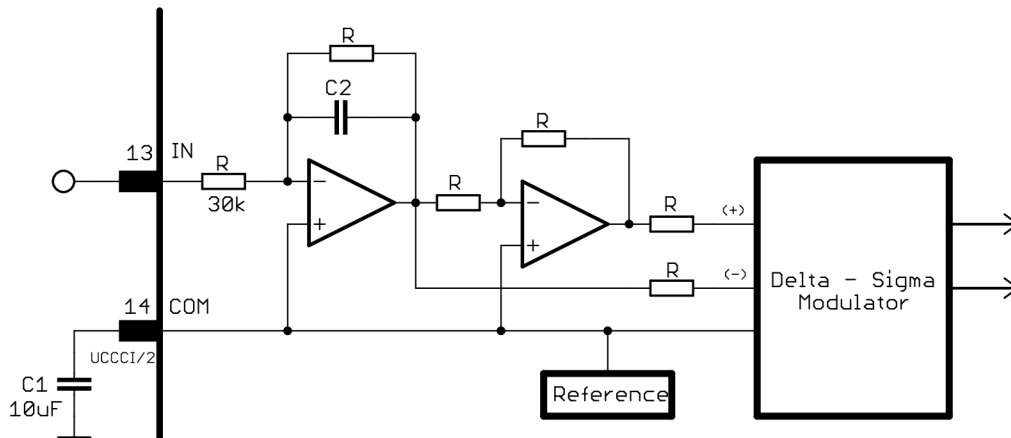 R
C2
13
IN
R
30k
−
+
R
R
−
+
R
(+)
R
(-)
Delta - Sigma
Modulator
14
COM
UCCCI/2
C1
10uF
Reference